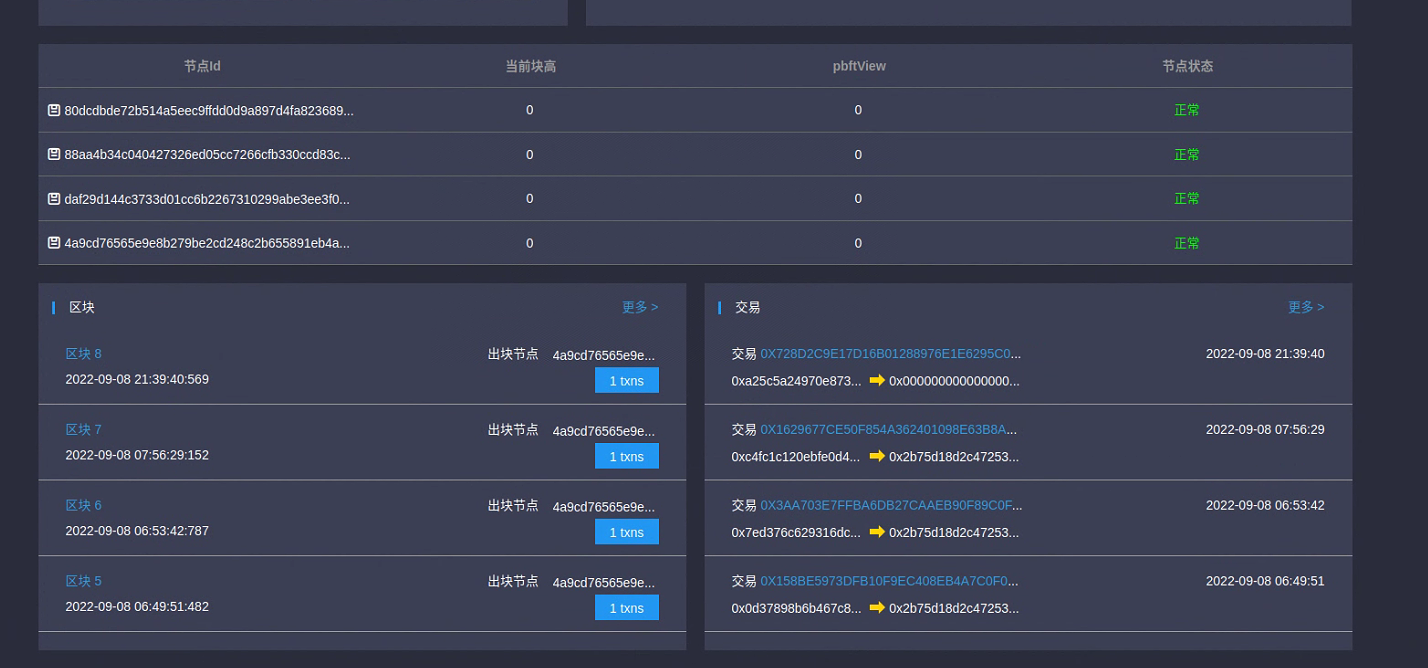 节点Id 当前块高 pbftView 节点状态
80dcdbde72b514a5eec9ffdd0d9a897d4fa823689... 0 0 正常
88aa4b34c040427326ed05cc7266cfb330ccd83c... 0 0 正常
daf29d144c3733d01cc6b2267310299abe3ee3f0... 0 0 正常
4a9cd76565e9e8b279be2cd248c2b655891eb4a... 0 0 正常
区块 更多 >
区块 8 出块节点 4a9cd76565e9e...
2022-09-08 21:39:40:569 1 txns
区块 7 出块节点 4a9cd76565e9e...
2022-09-08 07:56:29:152 1 txns
区块 6 出块节点 4a9cd76565e9e...
2022-09-08 06:53:42:787 1 txns
区块 5 出块节点 4a9cd76565e9e...
2022-09-08 06:49:51:482 1 txns
交易 更多 >
交易 0X728D2C9E17D16B01288976E1E6295C0... 2022-09-08 21:39:40
0xa25c5a24970e873... 0x000000000000000...
交易 0X1629677CE50F854A362401098E63B8A... 2022-09-08 07:56:29
0xc4fc1c120ebfe0d4... 0x2b75d18d2c47253...
交易 0X3AA703E7FFBA6DB27CAAEB90F89C0F... 2022-09-08 06:53:42
0x7ed376c629316dc... 0x2b75d18d2c47253...
交易 0X158BE5973DFB10F9EC408EB4A7C0F0... 2022-09-08 06:49:51
0x0d37898b6b467c8... 0x2b75d18d2c47253...